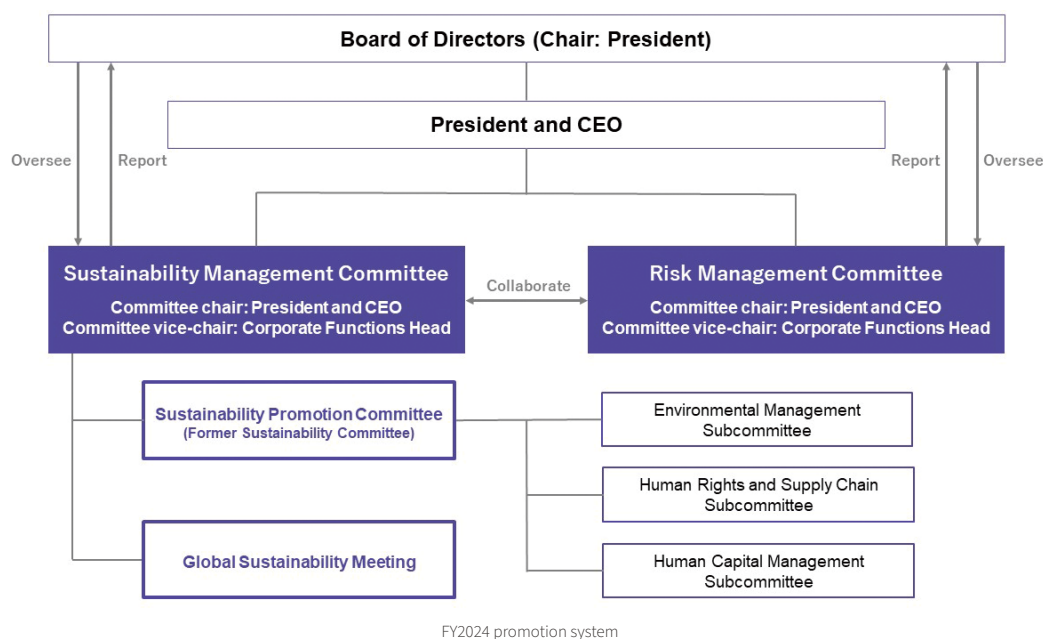 Board of Directors (Chair: President)
President and CEO
Oversee
Report
Report
Oversee
Sustainability Management Committee
Committee chair: President and CEO
Committee vice-chair: Corporate Functions Head
Collaborate
Risk Management Committee
Committee chair: President and CEO
Committee vice-chair: Corporate Functions Head
Sustainability Promotion Committee
(Former Sustainability Committee)
Environmental Management
Subcommittee
Human Rights and Supply Chain
Subcommittee
Global Sustainability Meeting
Human Capital Management
Subcommittee
FY2024 promotion system